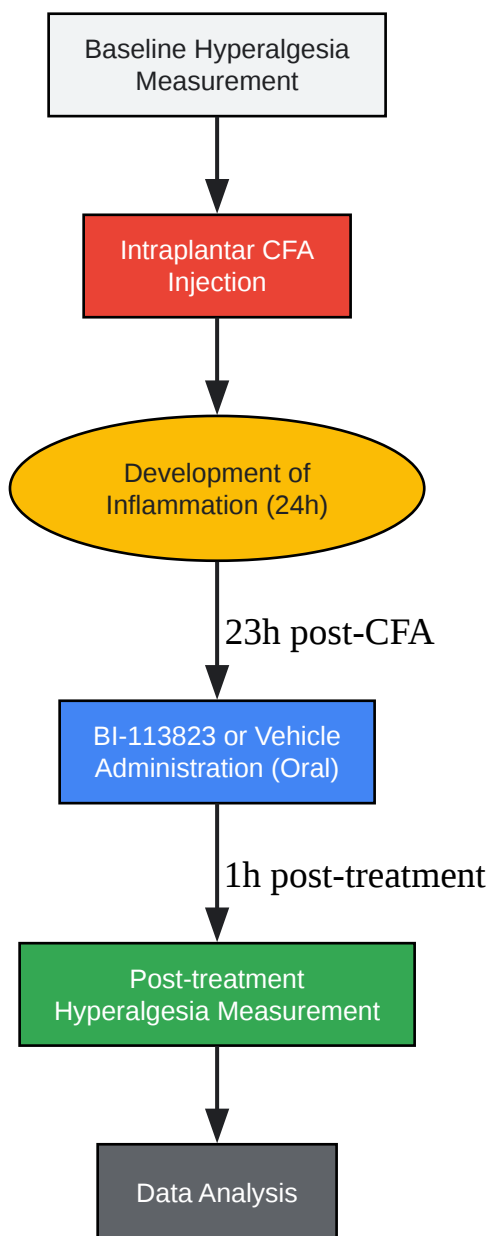 Baseline Hyperalgesia
Measurement
Intraplantar CFA
Injection
Development of
Inflammation (24h)
23h post-CFA
BI-113823 or Vehicle
Administration (Oral)
1h post-treatment
Post-treatment
Hyperalgesia Measurement
Data Analysis